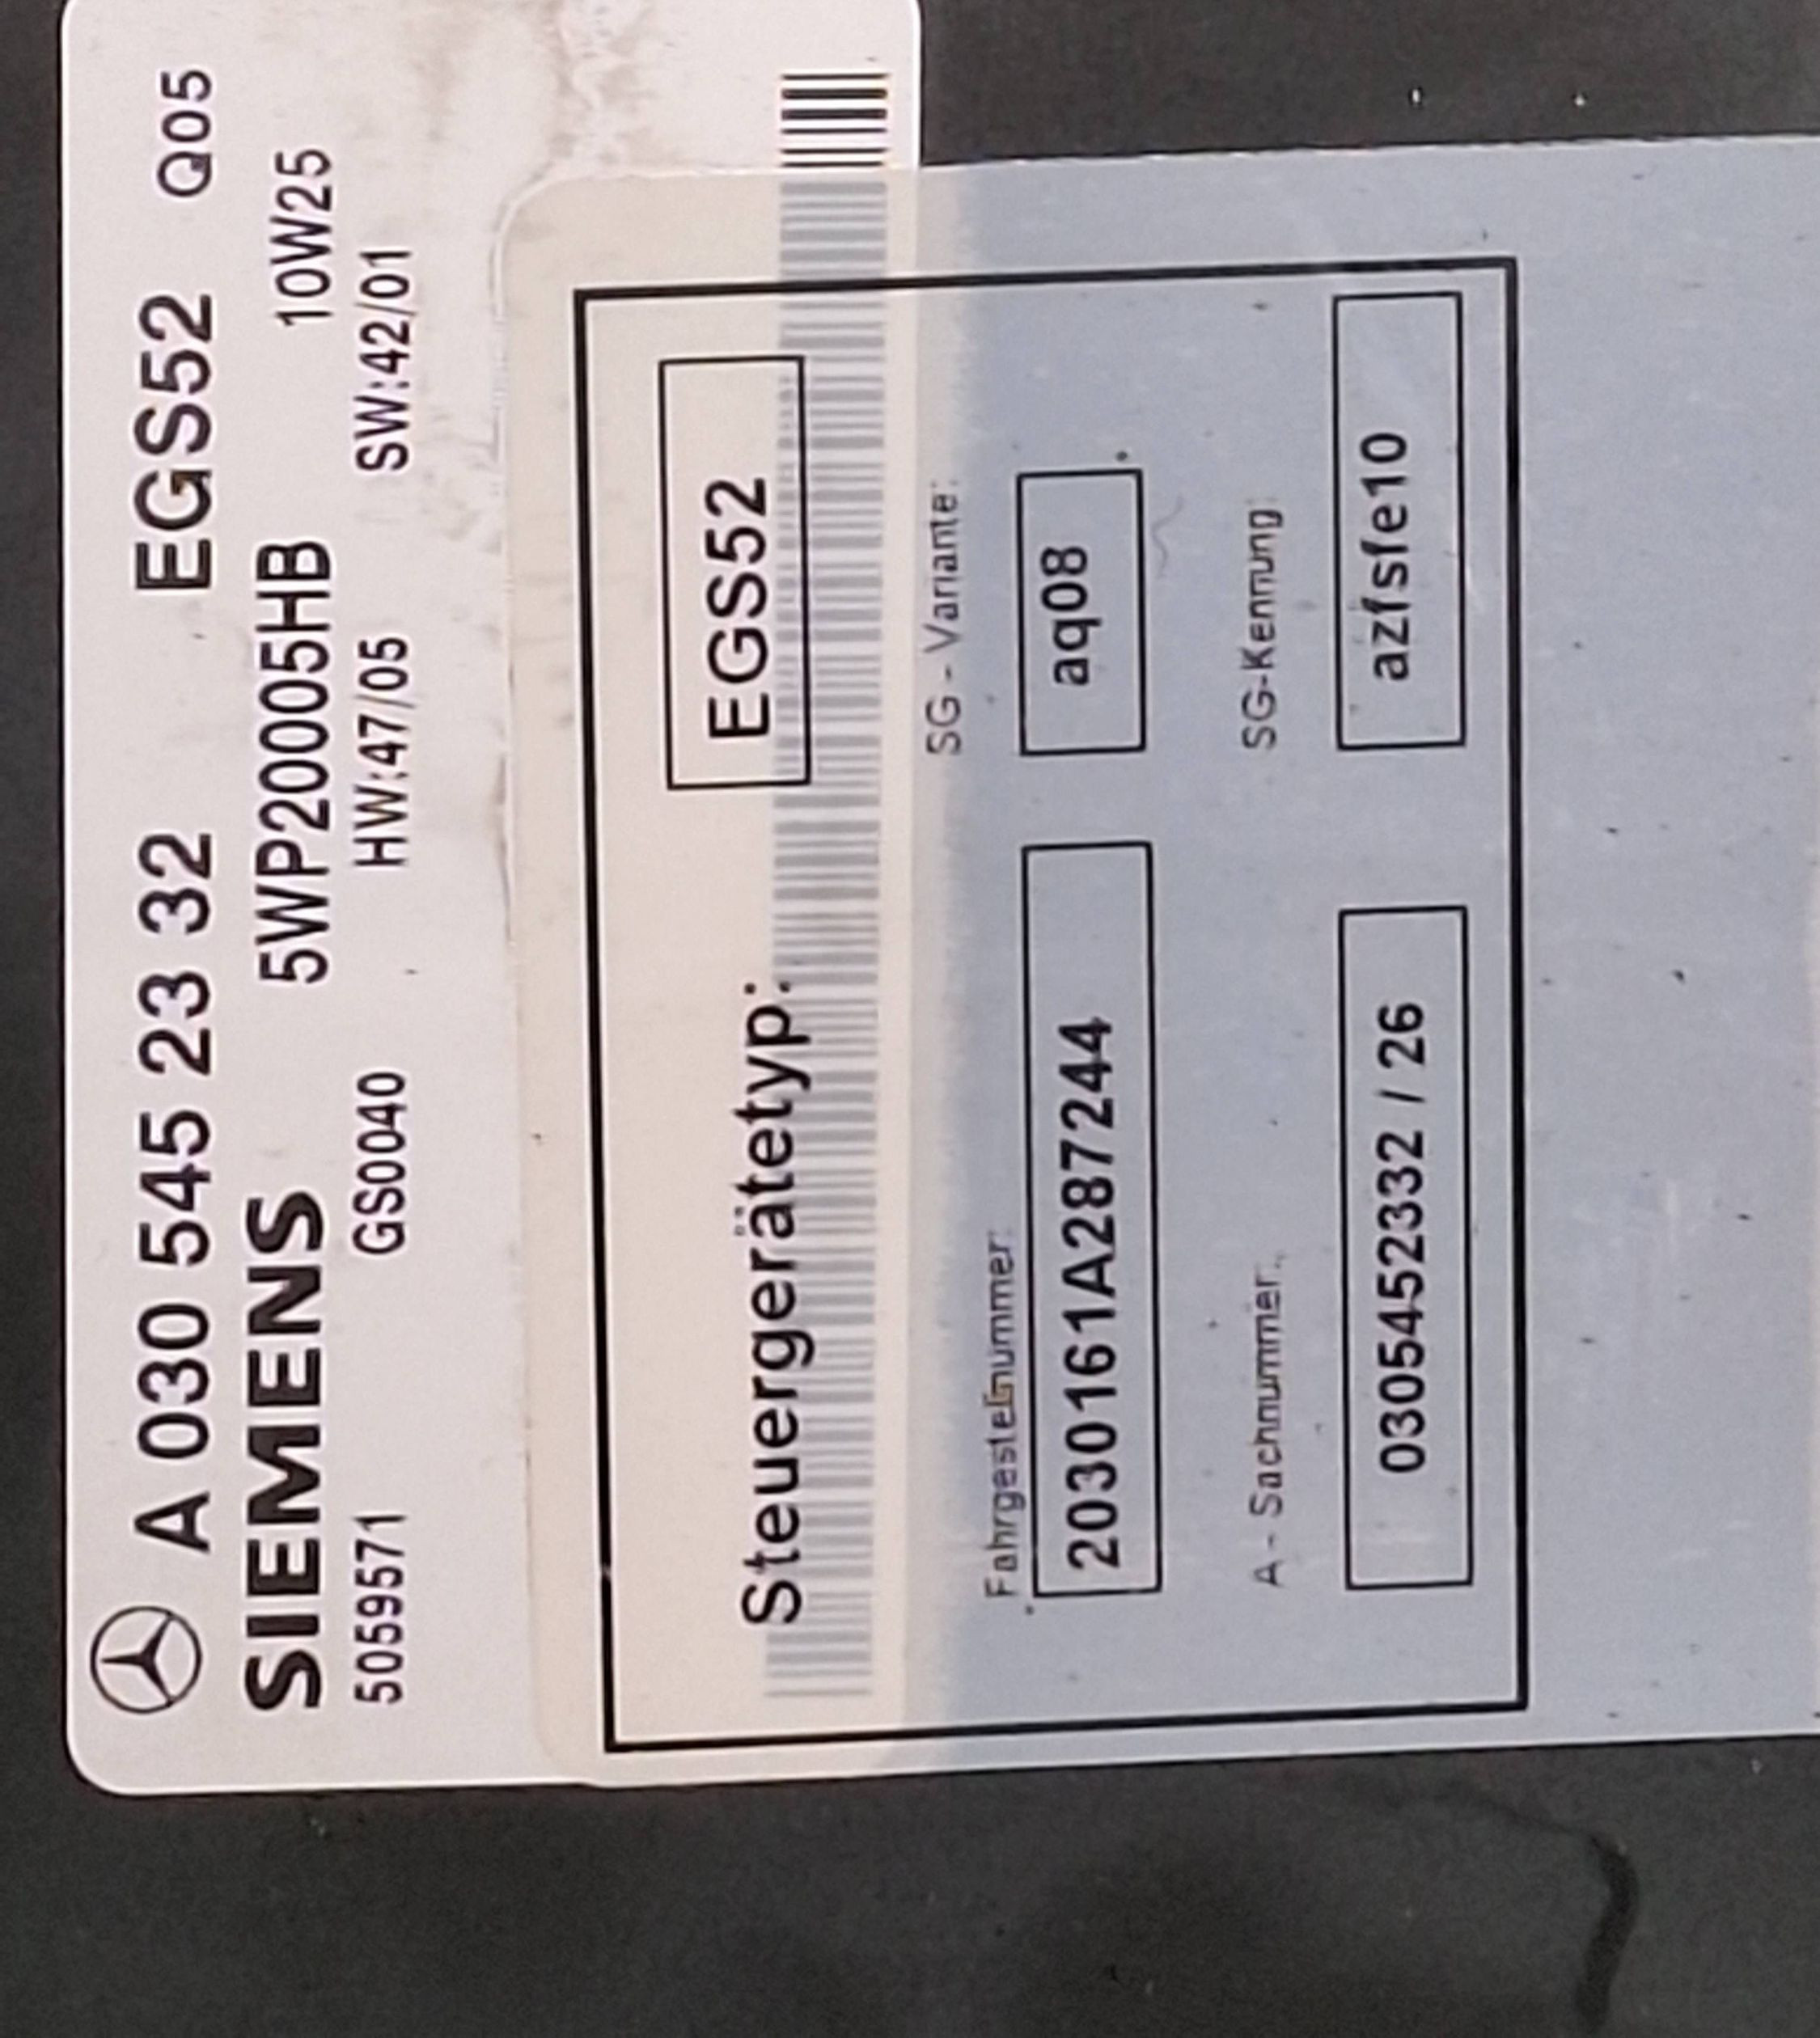 A 030 545 23 32 EGS52 Q05
SIEMENS 5WP20005HB 10W25
5059571 GS0040 HW:47/05 SW:42/01
Steuergerätetyp: EGS52
Fahrgestellnummer: SG - Variante:
2030161A287244 aq08
A - Sachnummer: SG-Kennung:
0305452332 / 26 azfsfe10